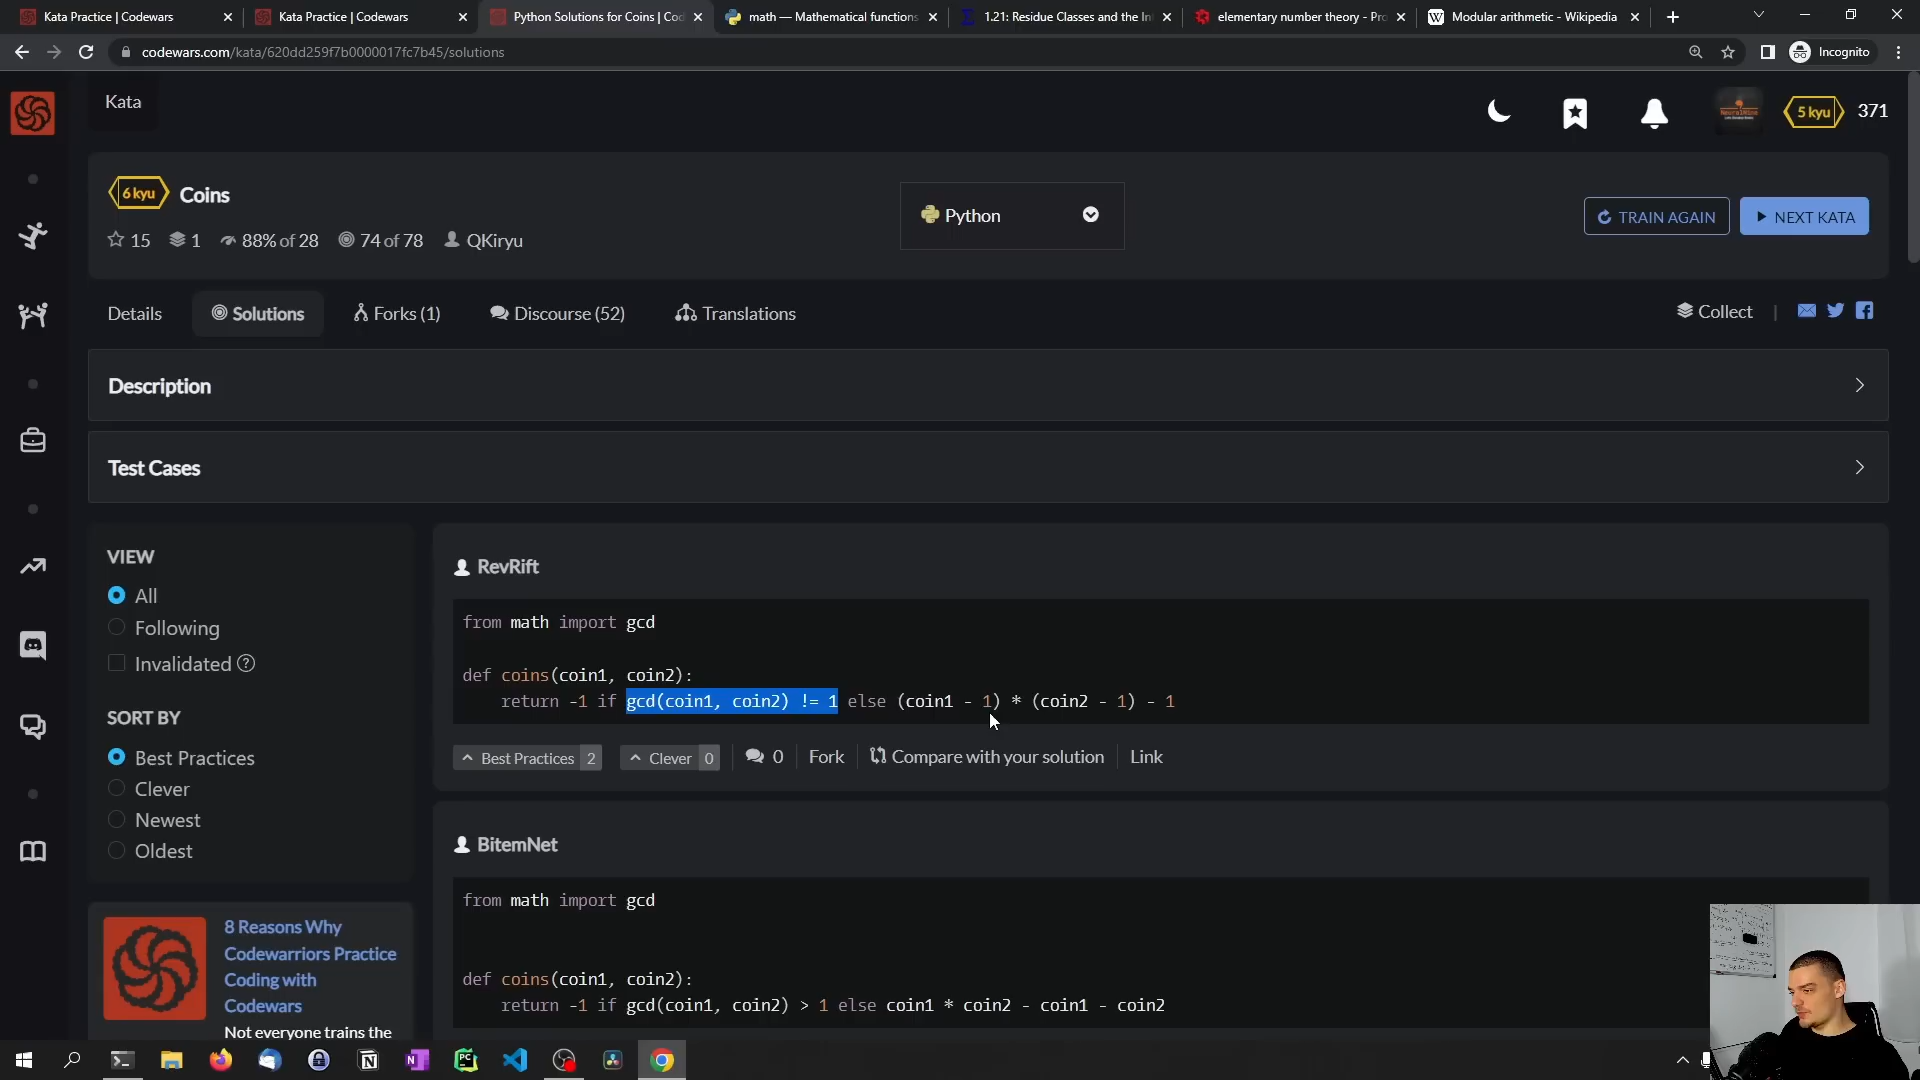 Kata Practice | Codewars
Kata Practice | Codewars
Python Solutions for Coins | Cod
math — Mathematical functions
1.21: Residue Classes and the In
elementary number theory - Pro
Modular arithmetic - Wikipedia
codewars.com/kata/620dd259f7b0000017fc7b45/solutions
Incognito
Kata
5 kyu 371
6 kyu Coins
15 1 88% of 28 74 of 78 QKiryu
Python
TRAIN AGAIN
NEXT KATA
Details
Solutions
Forks (1)
Discourse (52)
Translations
Collect
Description
Test Cases
VIEW
All
Following
Invalidated ?
SORT BY
Best Practices
Clever
Newest
Oldest
8 Reasons Why
Codewarriors Practice
Coding with
Codewars
Not everyone trains the
RevRift
from math import gcd
def coins(coin1, coin2):
return -1 if gcd(coin1, coin2) != 1 else (coin1 - 1) * (coin2 - 1) - 1
Best Practices 2 Clever 0 0 Fork Compare with your solution Link
BitemNet
from math import gcd
def coins(coin1, coin2):
return -1 if gcd(coin1, coin2) > 1 else coin1 * coin2 - coin1 - coin2